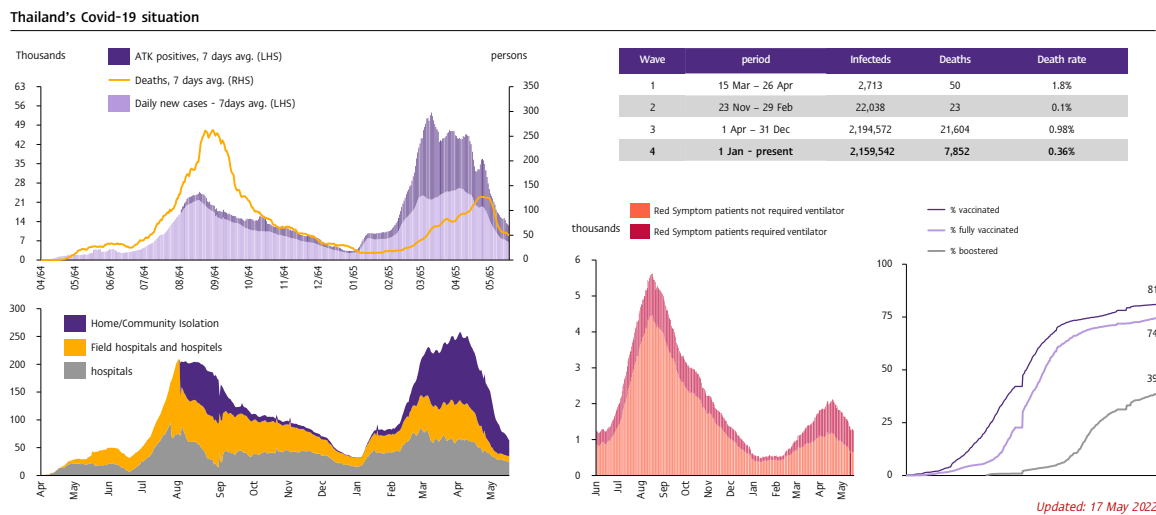 Thailand's Covid-19 situation
Thousands
persons
ATK positives, 7 days avg. (LHS)
Deaths, 7 days avg. (RHS)
Daily new cases - 7days avg. (LHS)
63
56
49
42
35
28
21
14
7
0
350
300
250
200
150
100
50
0
04/64
05/64
06/64
07/64
08/64
09/64
10/64
11/64
12/64
01/65
02/65
03/65
04/65
05/65
Wave period Infecteds Deaths Death rate
1 15 Mar – 26 Apr 2,713 50 1.8%
2 23 Nov – 29 Feb 22,038 23 0.1%
3 1 Apr – 31 Dec 2,194,572 21,604 0.98%
4 1 Jan - present 2,159,542 7,852 0.36%
Home/Community Isolation
Field hospitals and hospitels
hospitals
300
250
200
150
100
50
0
Apr
May
Jun
Jul
Aug
Sep
Oct
Nov
Dec
Jan
Feb
Mar
Apr
May
thousands
Red Symptom patients not required ventilator
Red Symptom patients required ventilator
6
5
4
3
2
1
0
Jun
Jul
Aug
Sep
Oct
Nov
Dec
Jan
Feb
Mar
Apr
May
% vaccinated
% fully vaccinated
% boostered
100
75
50
25
0
81
74
39
Updated: 17 May 2022